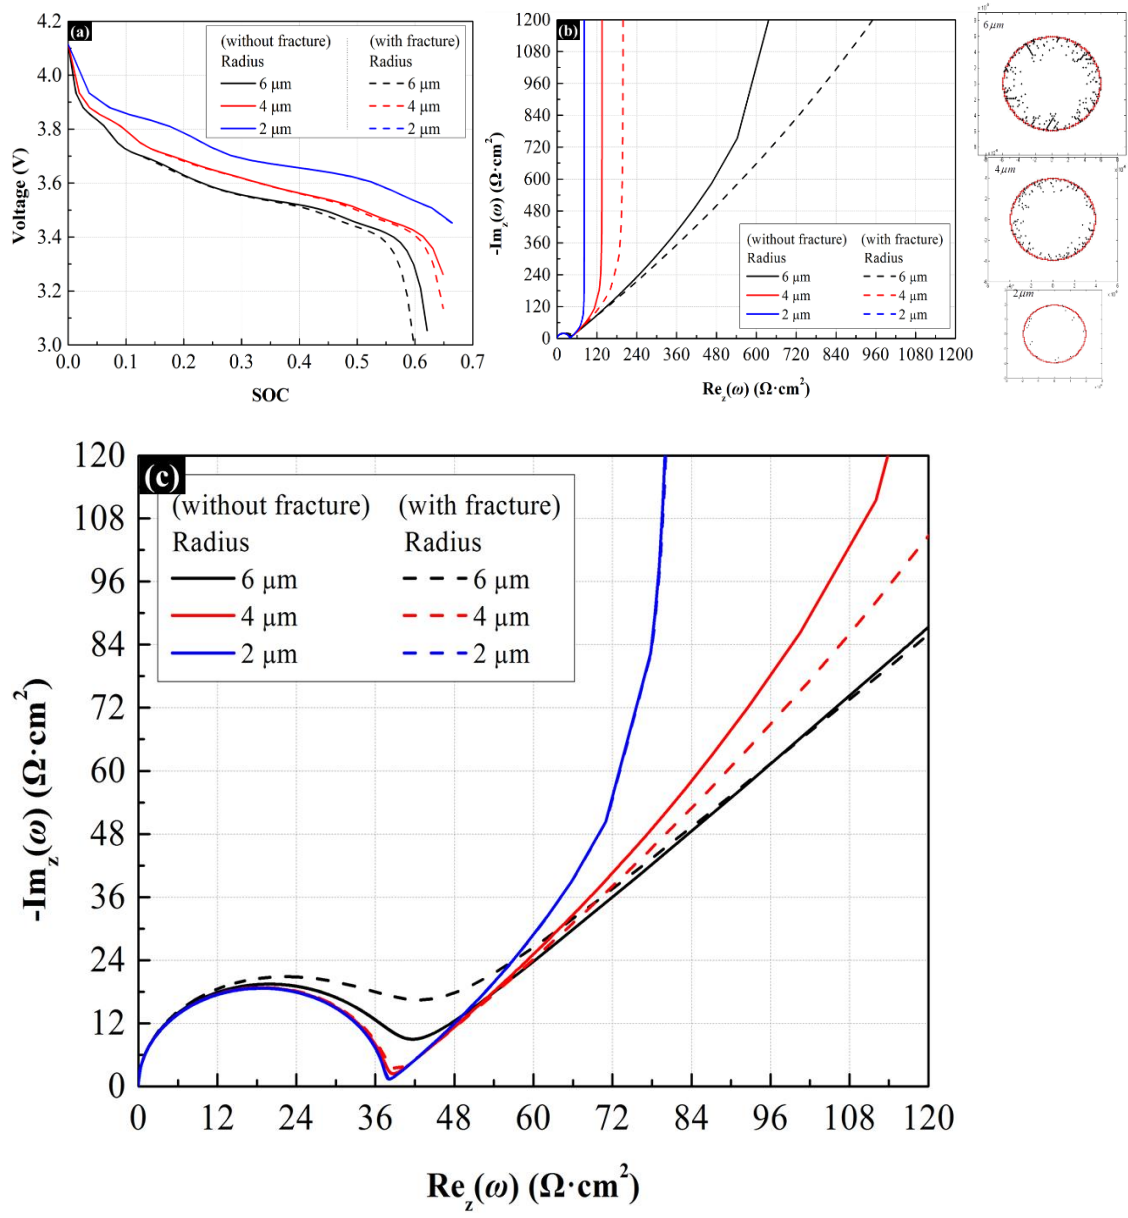 (a)
(without fracture) (with fracture)
Radius Radius
6 μm 6 μm
4 μm 4 μm
2 μm 2 μm
4.2
4.0
3.8
3.6
3.4
3.2
3.0
Voltage (V)
0.0 0.1 0.2 0.3 0.4 0.5 0.6 0.7
SOC
(b)
1200
1080
960
840
720
600
480
360
240
120
0
-Im_z(ω) (Ω·cm²)
(without fracture) (with fracture)
Radius Radius
6 μm 6 μm
4 μm 4 μm
2 μm 2 μm
0 120 240 360 480 600 720 840 960 1080 1200
Re_z(ω) (Ω·cm²)
6μm
4μm
2μm
(c)
(without fracture) (with fracture)
Radius Radius
6 μm 6 μm
4 μm 4 μm
2 μm 2 μm
120
108
96
84
72
60
48
36
24
12
0
-Im_z(ω) (Ω·cm²)
0 12 24 36 48 60 72 84 96 108 120
Re_z(ω) (Ω·cm²)